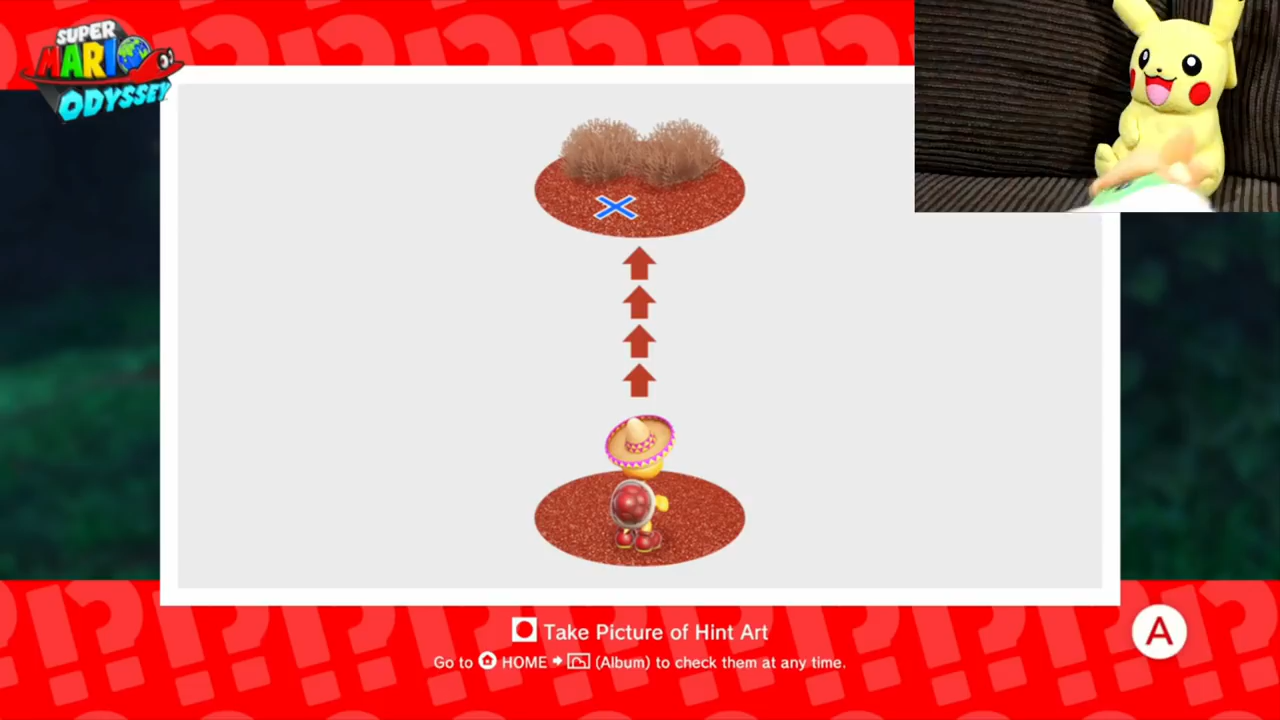 SUPER
MARIO
ODYSSEY
Take Picture of Hint Art
Go to HOME (Album) to check them at any time.
A